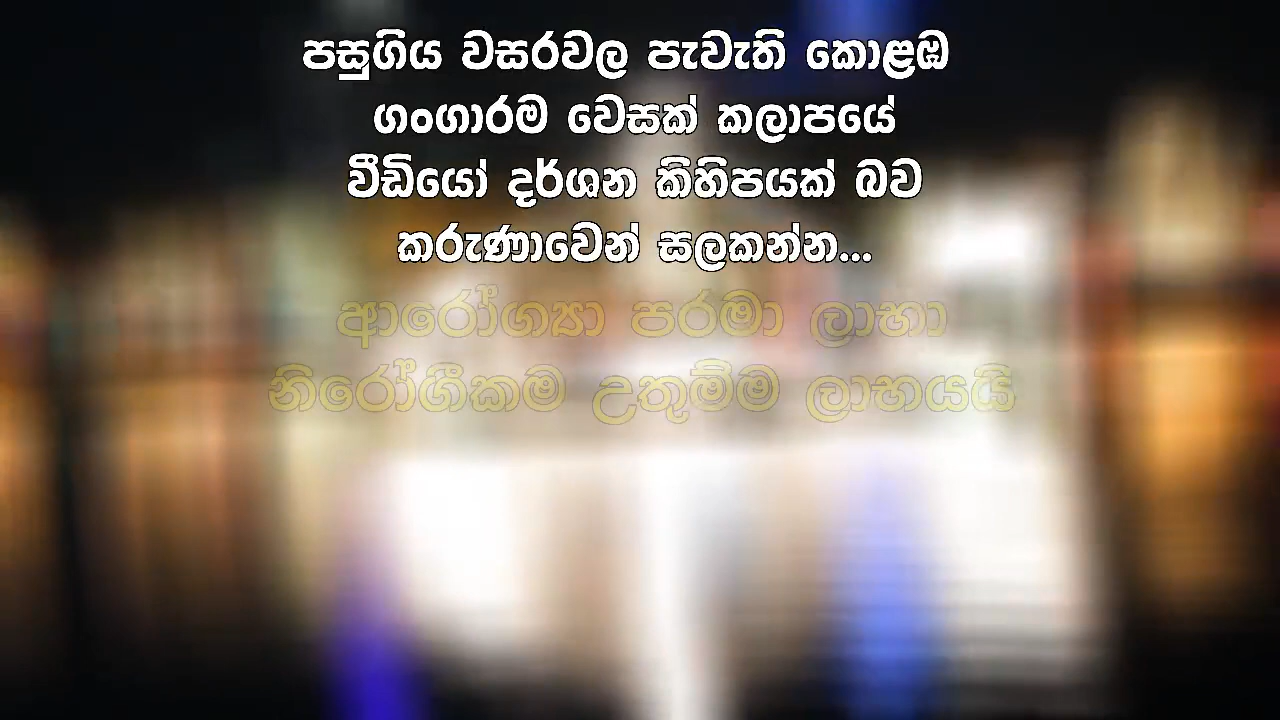 පසුගිය වසරවල පැවැති කොළඹ
ගංගාරම වෙසක් කලාපයේ
වීඩියෝ දර්ශන කිහිපයක් බව
කරුණාවෙන් සලකන්න...
ආරෝග්‍යා පරමා ලාභා
නිරෝගීකම උතුම්ම ලාභයයි